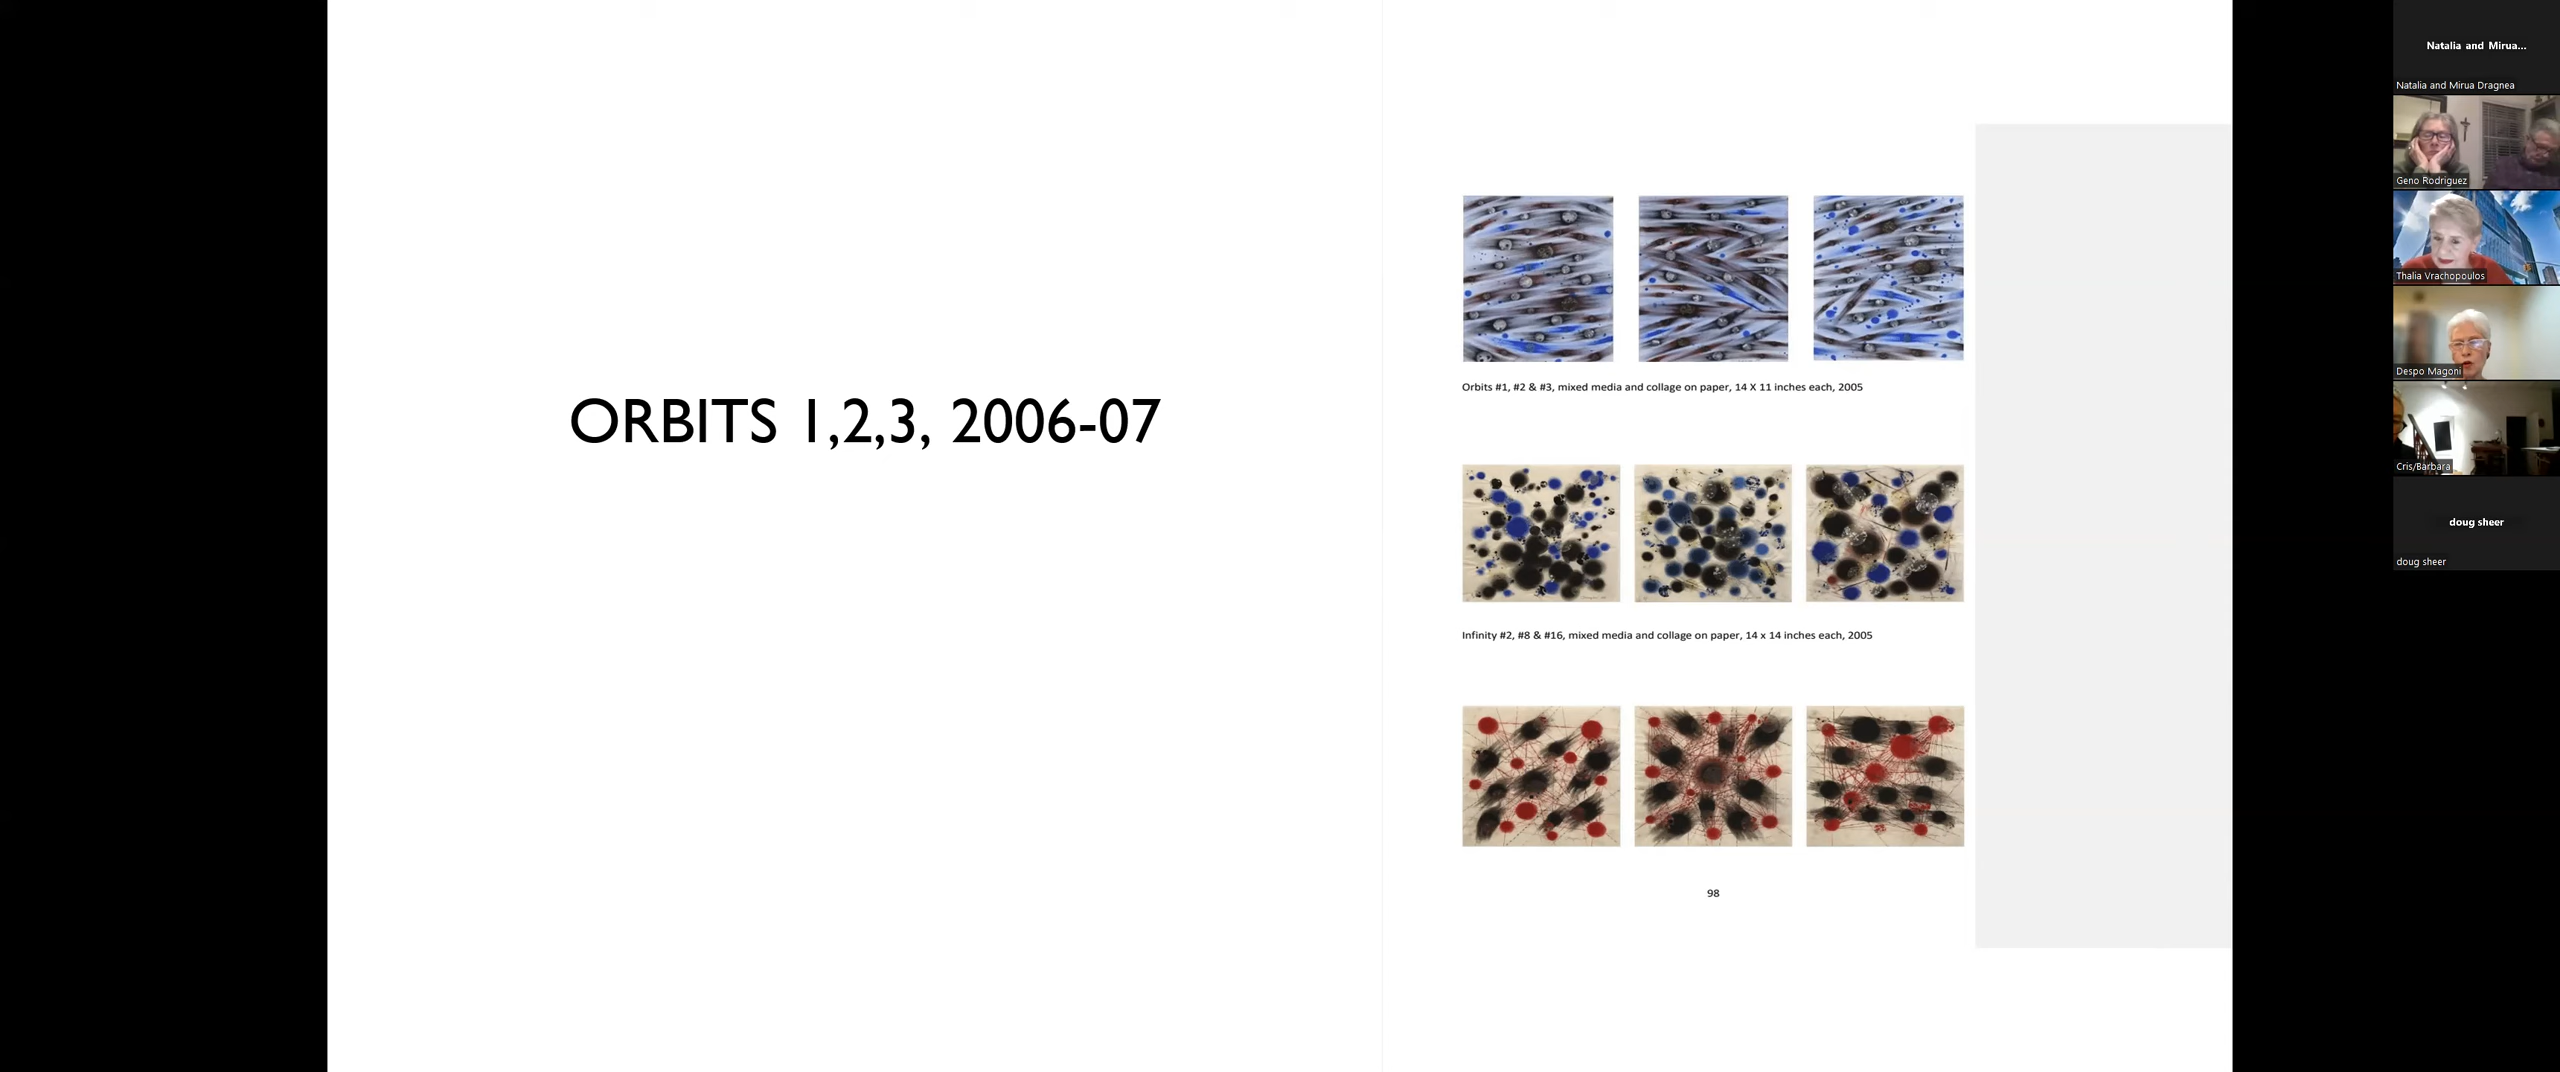 ORBITS 1,2,3, 2006-07
Orbits #1, #2 & #3, mixed media and collage on paper, 14 X 11 inches each, 2005
Infinity #2, #8 & #16, mixed media and collage on paper, 14 x 14 inches each, 2005
98
Natalia and Mirua...
Natalia and Mirua Dragnea
Geno Rodriguez
Thalia Vrachopoulos
Despo Magoni
Cris/Barbara
doug sheer
doug sheer